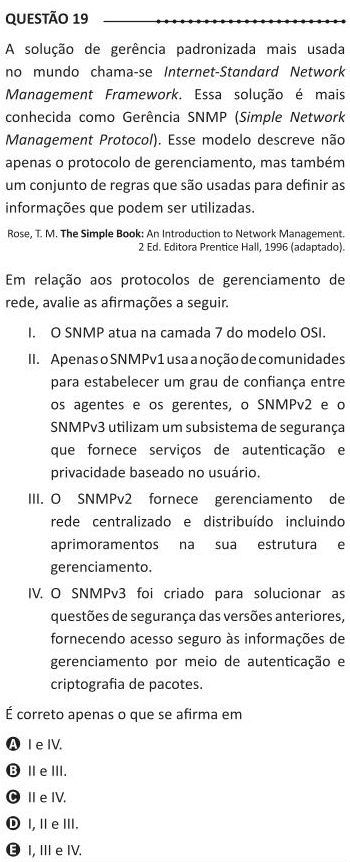 QUESTÃO 19
A solução de gerência padronizada mais usada
no mundo chama-se Internet-Standard Network
Management Framework. Essa solução é mais
conhecida como Gerência SNMP (Simple Network
Management Protocol). Esse modelo descreve não
apenas o protocolo de gerenciamento, mas também
um conjunto de regras que são usadas para definir as
informações que podem ser utilizadas.
Rose, T. M. The Simple Book: An Introduction to Network Management.
2 Ed. Editora Prentice Hall, 1996 (adaptado).
Em relação aos protocolos de gerenciamento de
rede, avalie as afirmações a seguir.
I. O SNMP atua na camada 7 do modelo OSI.
II. Apenas o SNMPv1 usa a noção de comunidades
para estabelecer um grau de confiança entre
os agentes e os gerentes, o SNMPv2 e o
SNMPv3 utilizam um subsistema de segurança
que fornece serviços de autenticação e
privacidade baseado no usuário.
III. O SNMPv2 fornece gerenciamento de
rede centralizado e distribuído incluindo
aprimoramentos na sua estrutura e
gerenciamento.
IV. O SNMPv3 foi criado para solucionar as
questões de segurança das versões anteriores,
fornecendo acesso seguro às informações de
gerenciamento por meio de autenticação e
criptografia de pacotes.
É correto apenas o que se afirma em
A I e IV.
B II e III.
C II e IV.
D I, II e III.
E I, III e IV.